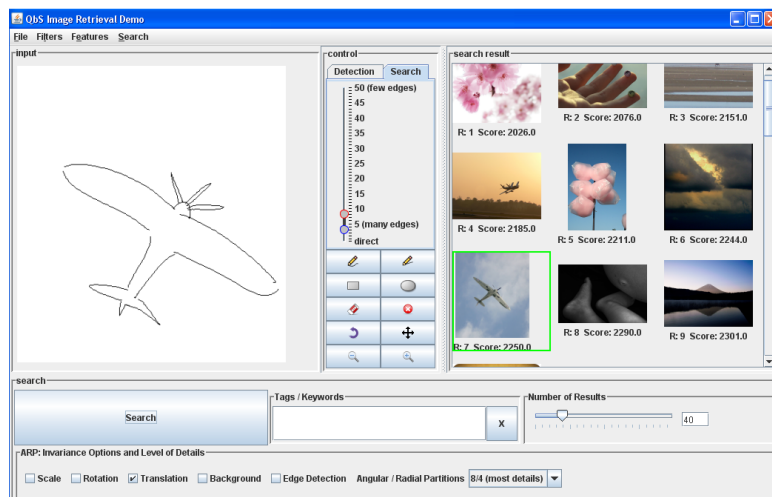 QbS Image Retrieval Demo
File Filters Features Search
input
control
search result
Detection Search
50 (few edges)
45
40
35
30
25
20
15
10
5 (many edges)
direct
R: 1 Score: 2026.0
R: 2 Score: 2076.0
R: 3 Score: 2151.0
R: 4 Score: 2185.0
R: 5 Score: 2211.0
R: 6 Score: 2244.0
R: 7 Score: 2250.0
R: 8 Score: 2290.0
R: 9 Score: 2301.0
search
Search
Tags / Keywords
X
Number of Results
40
ARP: Invariance Options and Level of Details
Scale Rotation Translation Background Edge Detection Angular / Radial Partitions 8/4 (most details)